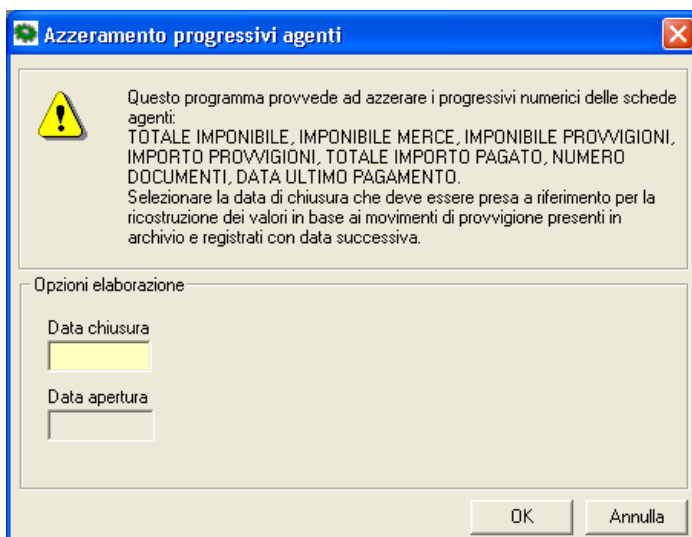 Azzeramento progressivi agenti
Questo programma provvede ad azzerare i progressivi numerici delle schede
agenti:
TOTALE IMPONIBILE, IMPONIBILE MERCE, IMPONIBILE PROVVIGIONI,
IMPORTO PROVVIGIONI, TOTALE IMPORTO PAGATO, NUMERO
DOCUMENTI, DATA ULTIMO PAGAMENTO.
Selezionare la data di chiusura che deve essere presa a riferimento per la
ricostruzione dei valori in base ai movimenti di provvigione presenti in
archivio e registrati con data successiva.
Opzioni elaborazione
Data chiusura
Data apertura
OK
Annulla